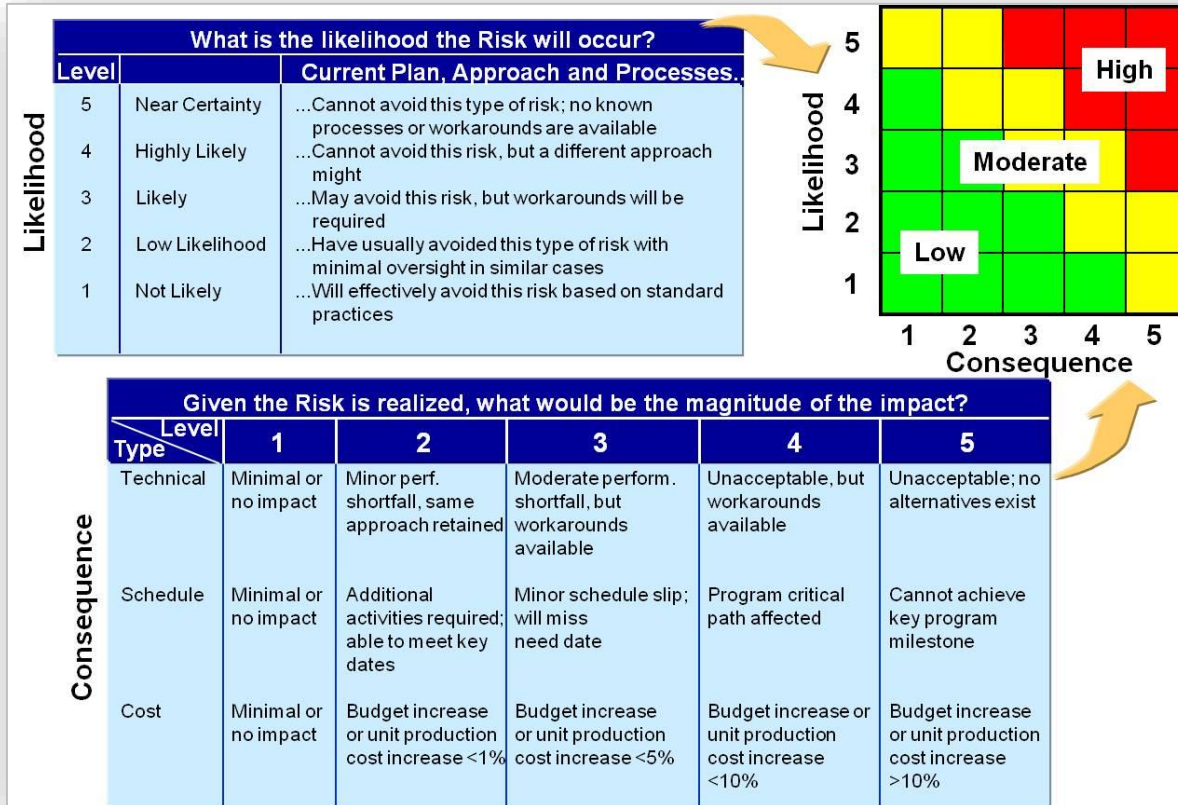 What is the likelihood the Risk will occur?
Level
Current Plan, Approach and Processes..
Likelihood
5 Near Certainty ...Cannot avoid this type of risk; no known
processes or workarounds are available
4 Highly Likely ...Cannot avoid this risk, but a different approach
might
3 Likely ...May avoid this risk, but workarounds will be
required
2 Low Likelihood ...Have usually avoided this type of risk with
minimal oversight in similar cases
1 Not Likely ...Will effectively avoid this risk based on standard
practices
Likelihood
5
4
3
2
1
High
Moderate
Low
1 2 3 4 5
Consequence
Given the Risk is realized, what would be the magnitude of the impact?
Level
Type
1 2 3 4 5
Consequence
Technical
Minimal or
no impact
Minor perf.
shortfall, same
approach retained
Moderate perform.
shortfall, but
workarounds
available
Unacceptable, but
workarounds
available
Unacceptable; no
alternatives exist
Schedule
Minimal or
no impact
Additional
activities required;
able to meet key
dates
Minor schedule slip;
will miss
need date
Program critical
path affected
Cannot achieve
key program
milestone
Cost
Minimal or
no impact
Budget increase
or unit production
cost increase <1%
Budget increase
or unit production
cost increase <5%
Budget increase or
unit production
cost increase
<10%
Budget increase
or unit production
cost increase
>10%